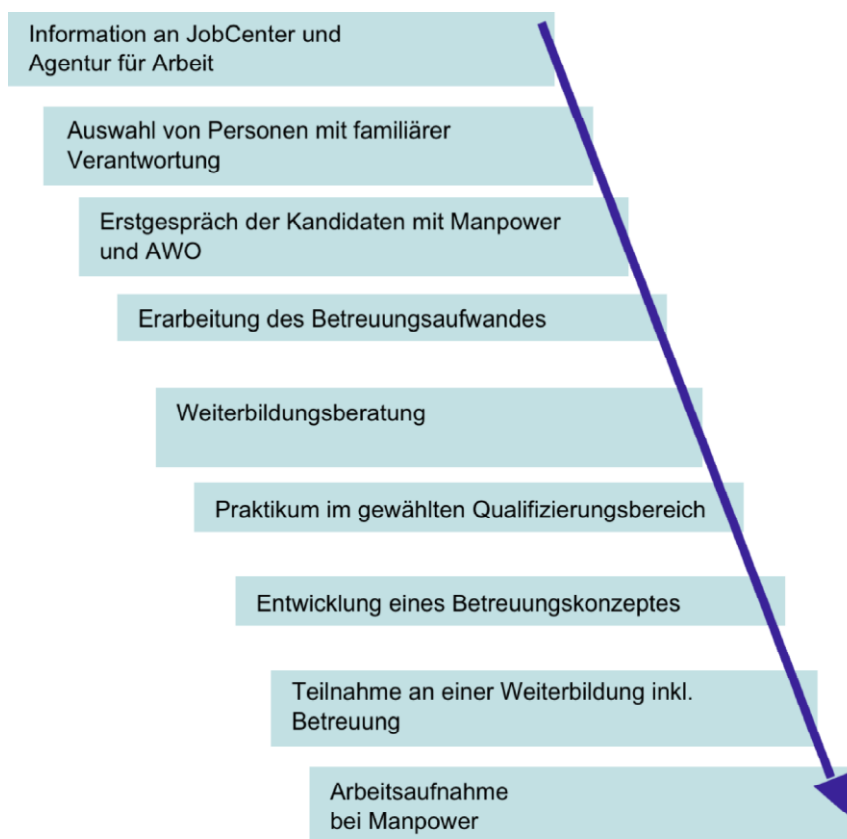 Information an JobCenter und
Agentur für Arbeit
Auswahl von Personen mit familiärer
Verantwortung
Erstgespräch der Kandidaten mit Manpower
und AWO
Erarbeitung des Betreuungsaufwandes
Weiterbildungsberatung
Praktikum im gewählten Qualifizierungsbereich
Entwicklung eines Betreuungskonzeptes
Teilnahme an einer Weiterbildung inkl.
Betreuung
Arbeitsaufnahme
bei Manpower